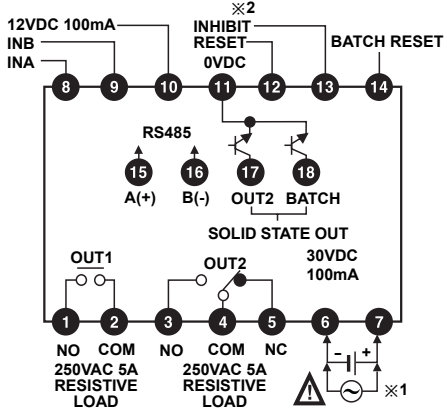 ※2
12VDC 100mA
INHIBIT
INB
RESET
BATCH RESET
INA
0VDC
8 9 10 11 12 13 14
RS485
15 16 17 18
A(+) B(-) OUT2 BATCH
SOLID STATE OUT
30VDC
100mA
OUT1 OUT2
1 2 3 4 5 6 7
NO COM NO COM NC - +
250VAC 5A 250VAC 5A
RESISTIVE RESISTIVE
LOAD LOAD
! ※1